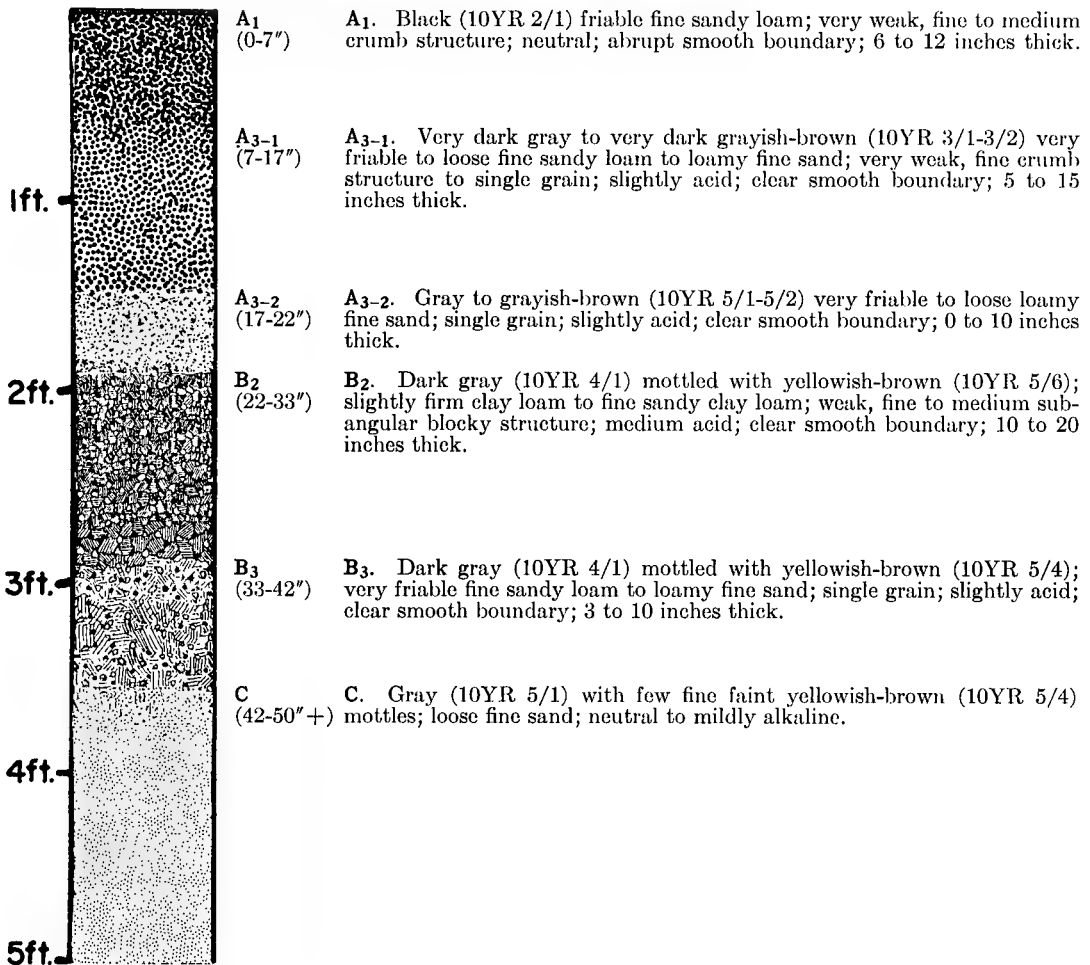 A1 A1. Black (10YR 2/1) friable fine sandy loam; very weak, fine to medium
(0-7″) crumb structure; neutral; abrupt smooth boundary; 6 to 12 inches thick.
A3-1 A3-1. Very dark gray to very dark grayish-brown (10YR 3/1-3/2) very
(7-17″) friable to loose fine sandy loam to loamy fine sand; very weak, fine crumb
structure to single grain; slightly acid; clear smooth boundary; 5 to 15
1ft. inches thick.
A3-2 A3-2. Gray to grayish-brown (10YR 5/1-5/2) very friable to loose loamy
(17-22″) fine sand; single grain; slightly acid; clear smooth boundary; 0 to 10 inches
thick.
B2 B2. Dark gray (10YR 4/1) mottled with yellowish-brown (10YR 5/6);
2ft. (22-33″) slightly firm clay loam to fine sandy clay loam; weak, fine to medium sub-
angular blocky structure; medium acid; clear smooth boundary; 10 to 20
inches thick.
B3 B3. Dark gray (10YR 4/1) mottled with yellowish-brown (10YR 5/4);
3ft. (33-42″) very friable fine sandy loam to loamy fine sand; single grain; slightly acid;
clear smooth boundary; 3 to 10 inches thick.
C C. Gray (10YR 5/1) with few fine faint yellowish-brown (10YR 5/4)
(42-50″+) mottles; loose fine sand; neutral to mildly alkaline.
4ft.
5ft.